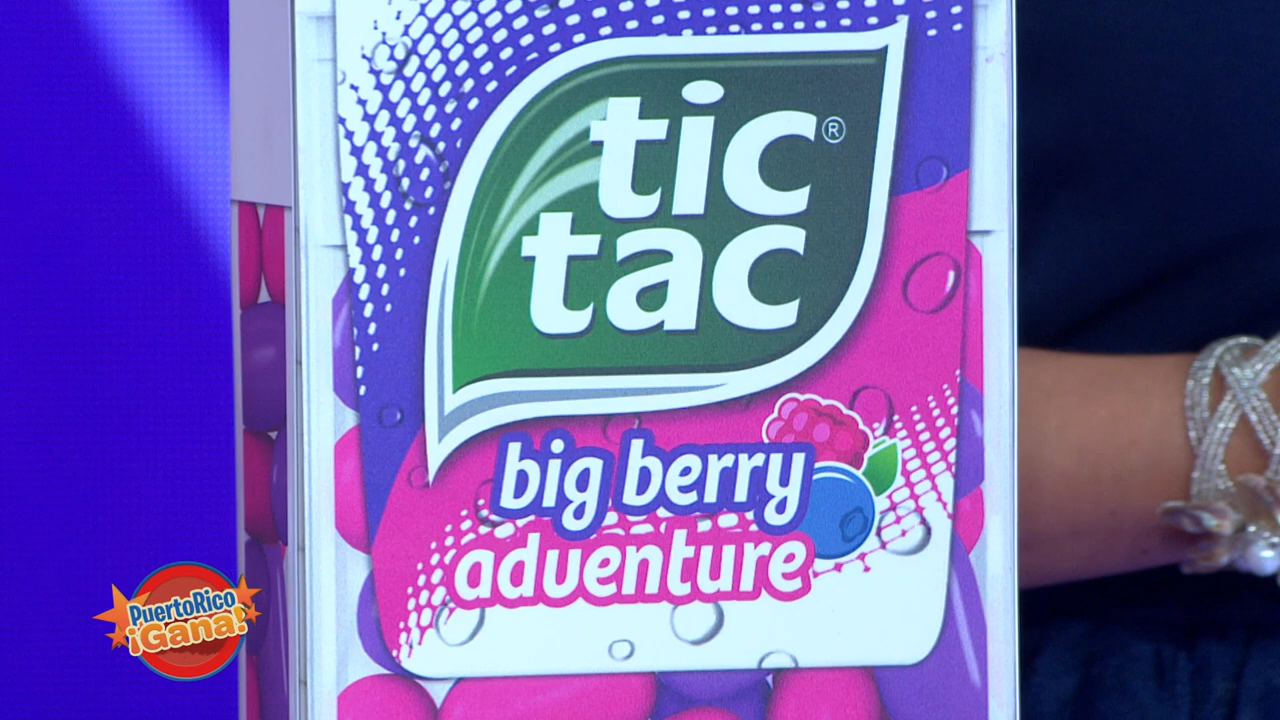 tic
tac®
big berry
adventure
PuertoRico
¡Gana!